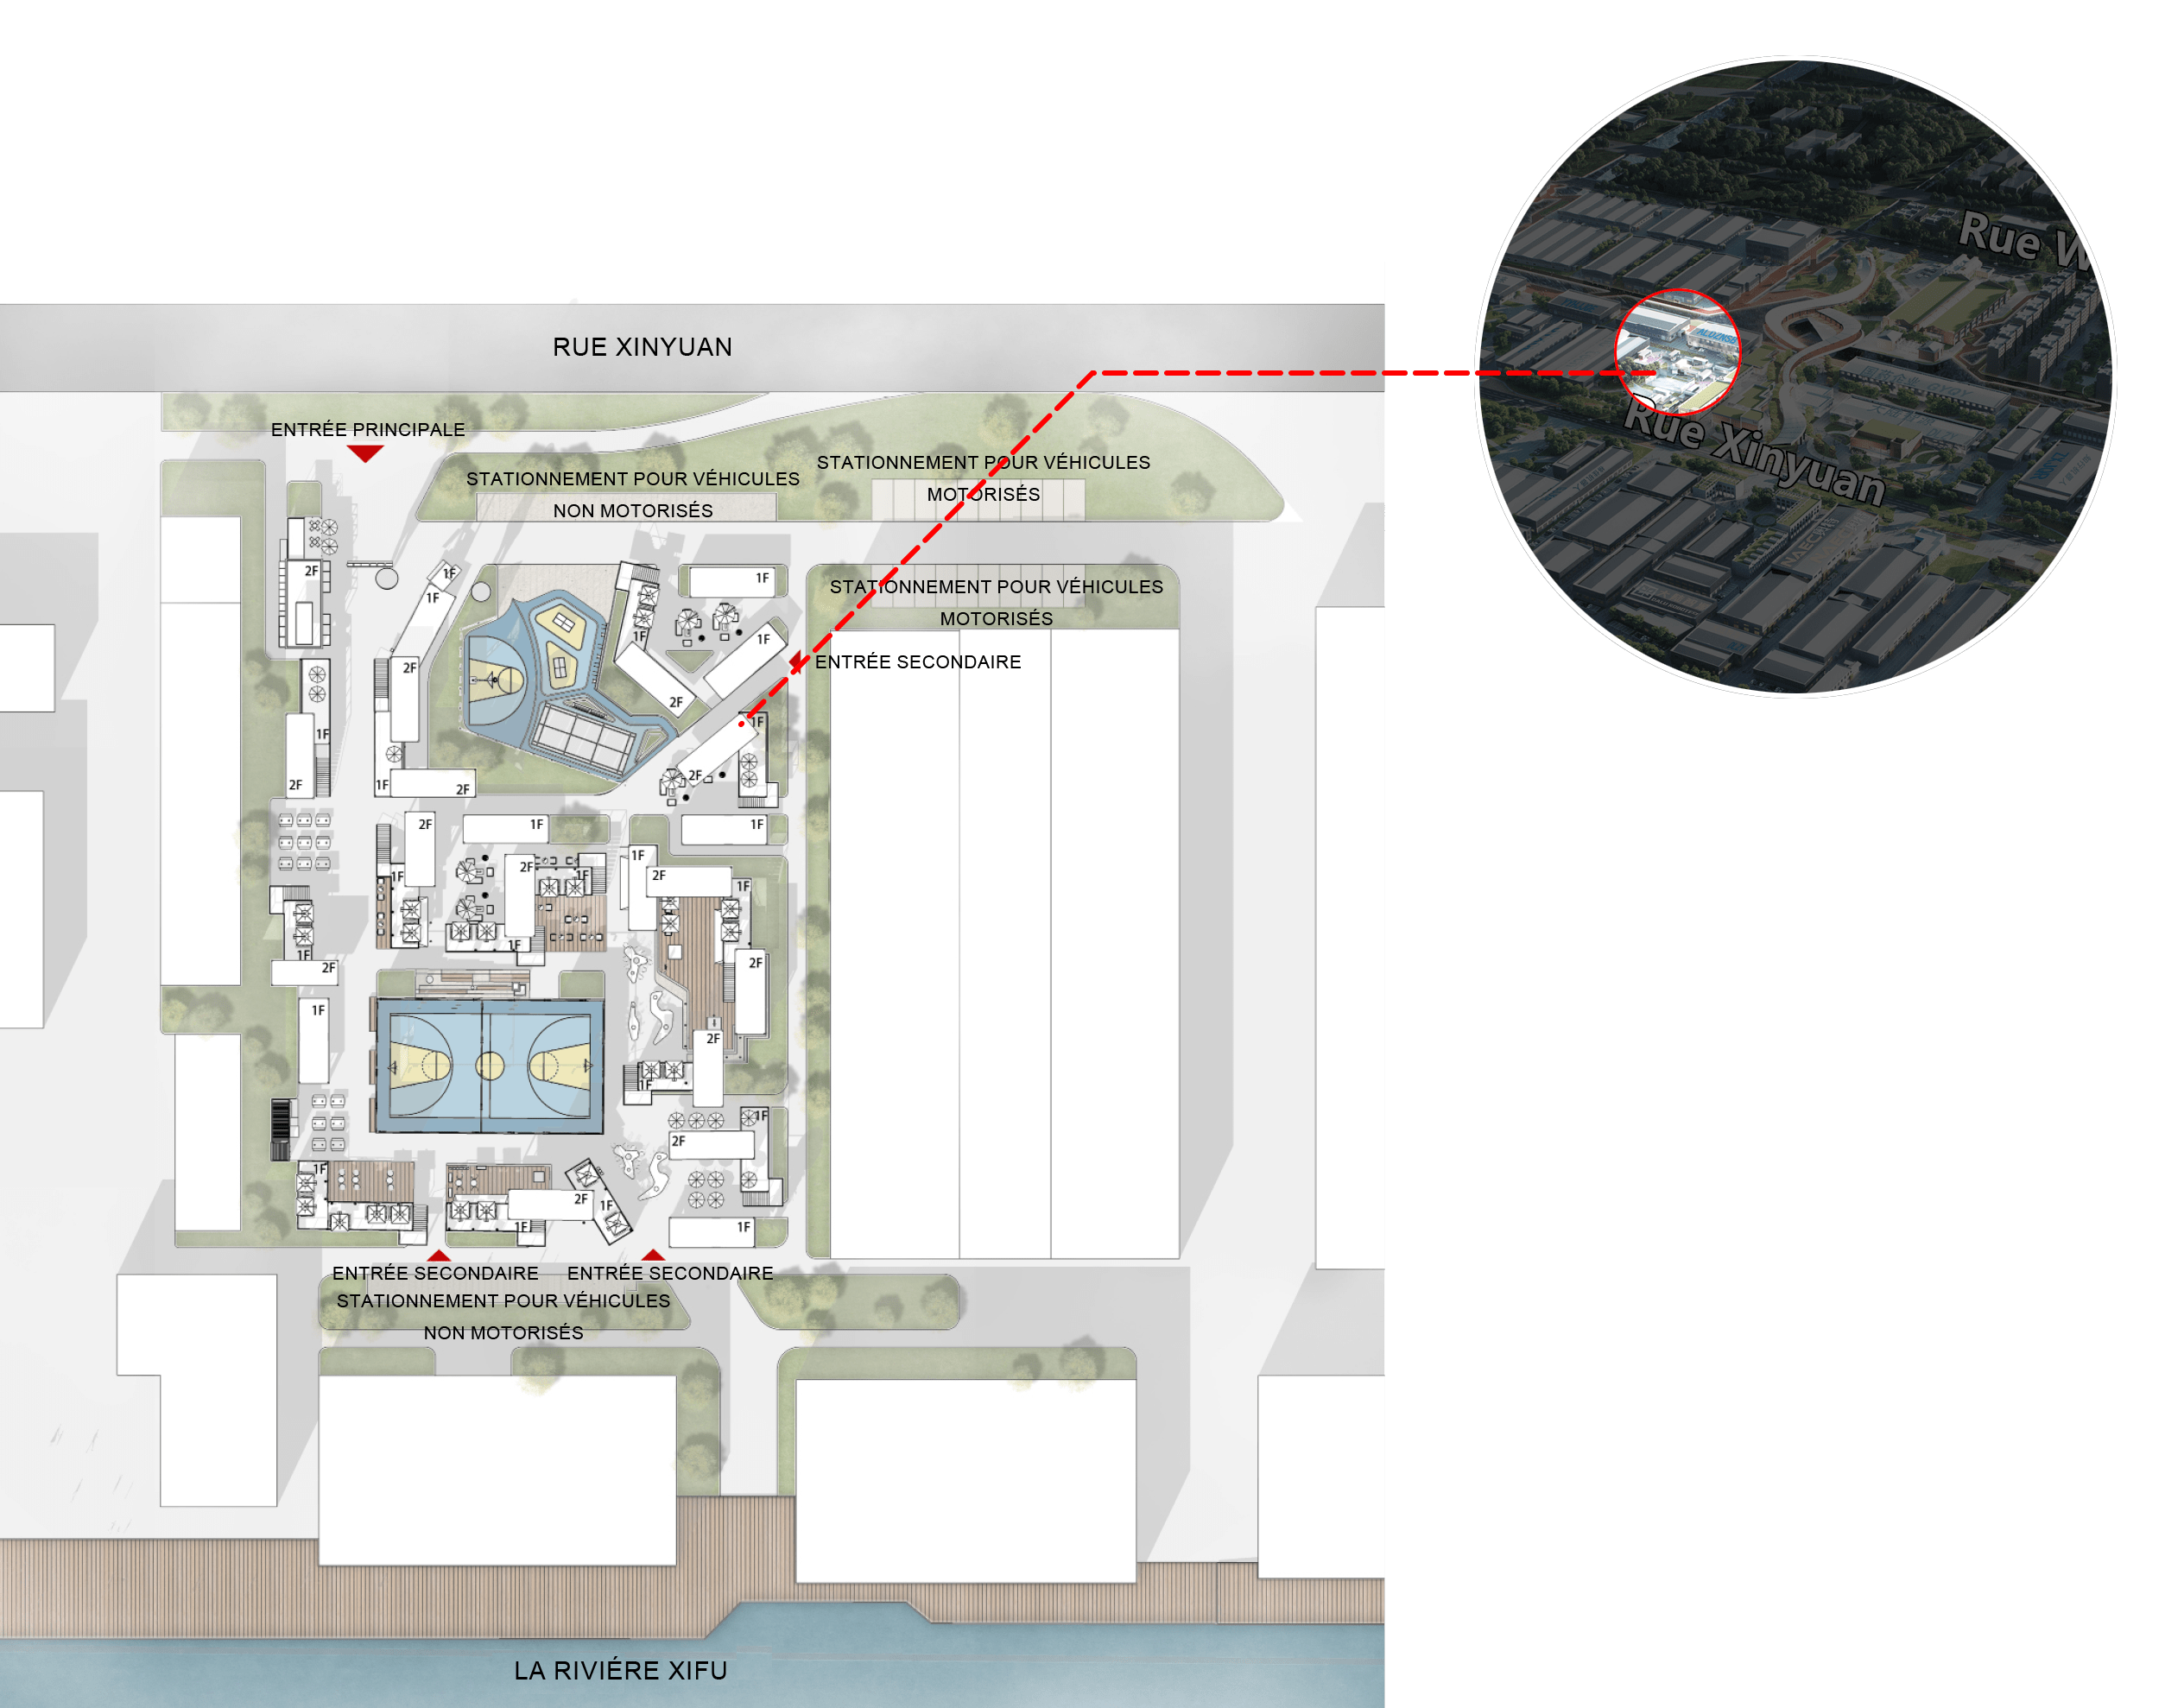 Rue W
RUE XINYUAN
Rue Xinyuan
ENTRÉE PRINCIPALE
STATIONNEMENT POUR VÉHICULES
NON MOTORISÉS
STATIONNEMENT POUR VÉHICULES
MOTORISÉS
1F
2F
1F
1F
STATIONNEMENT POUR VÉHICULES
MOTORISÉS
1F
1F
ENTRÉE SECONDAIRE
2F
2F
1F
1F
2F
1F
2F
2F
2F
1F
1F
2F
1F
2F
1F
1F
2F
1F
1F
1F
2F
2F
1F
2F
1F
1F
2F
1F
2F
1F
1F
1F
ENTRÉE SECONDAIRE
ENTRÉE SECONDAIRE
STATIONNEMENT POUR VÉHICULES
NON MOTORISÉS
LA RIVIÉRE XIFU